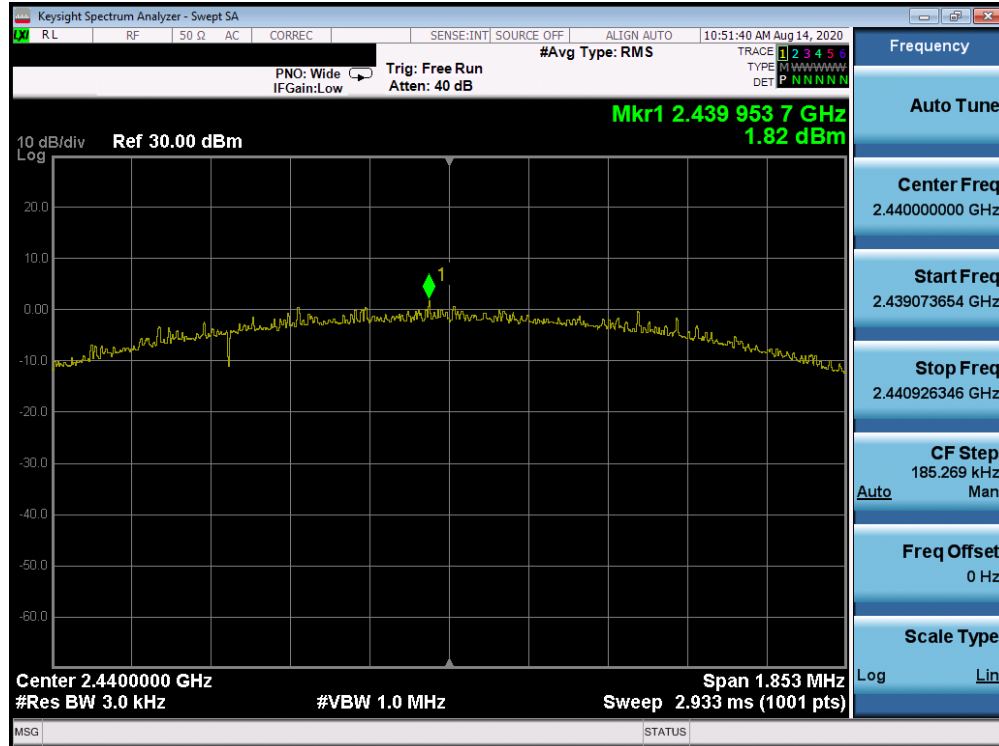 Keysight Spectrum Analyzer - Swept SA
LXI RL RF 50 Ω AC CORREC SENSE:INT SOURCE OFF ALIGN AUTO 10:51:40 AM Aug 14, 2020
#Avg Type: RMS
TRACE 1 2 3 4 5 6
TYPE M WWWWW
DET P N N N N N
PNO: Wide
IFGain:Low
Trig: Free Run
Atten: 40 dB
Mkr1 2.439 953 7 GHz
1.82 dBm
10 dB/div
Log
Ref 30.00 dBm
20.0
10.0
0.00
-10.0
-20.0
-30.0
-40.0
-50.0
-60.0
1
Center 2.4400000 GHz
#Res BW 3.0 kHz
#VBW 1.0 MHz
Span 1.853 MHz
Sweep 2.933 ms (1001 pts)
MSG
STATUS
Frequency
Auto Tune
Center Freq
2.440000000 GHz
Start Freq
2.439073654 GHz
Stop Freq
2.440926346 GHz
CF Step
185.269 kHz
Auto Man
Freq Offset
0 Hz
Scale Type
Log Lin